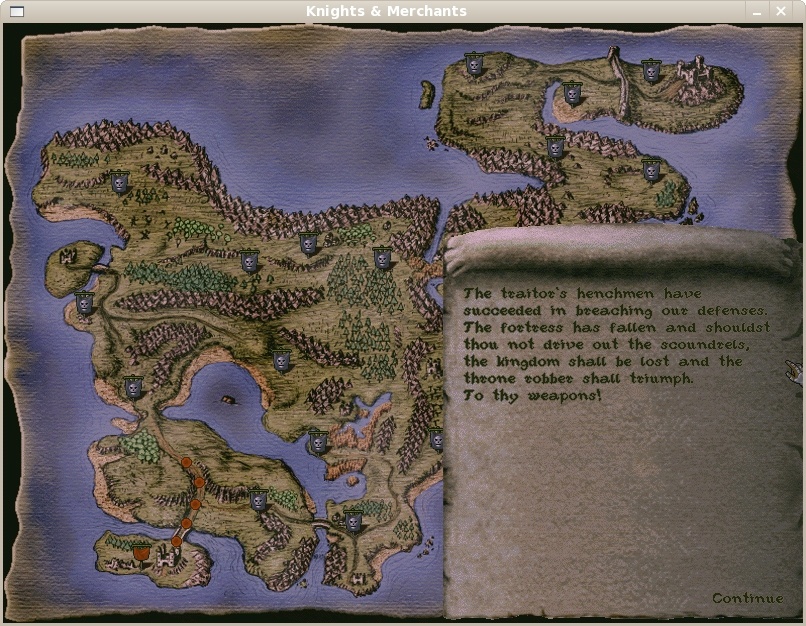 Knights & Merchants
The traitor's henchmen have
succeeded in breaching our defenses.
The fortress has fallen and shouldst
thou not drive out the scoundrels,
the kingdom shall be lost and the
throne robber shall triumph.
To thy weapons!
Continue